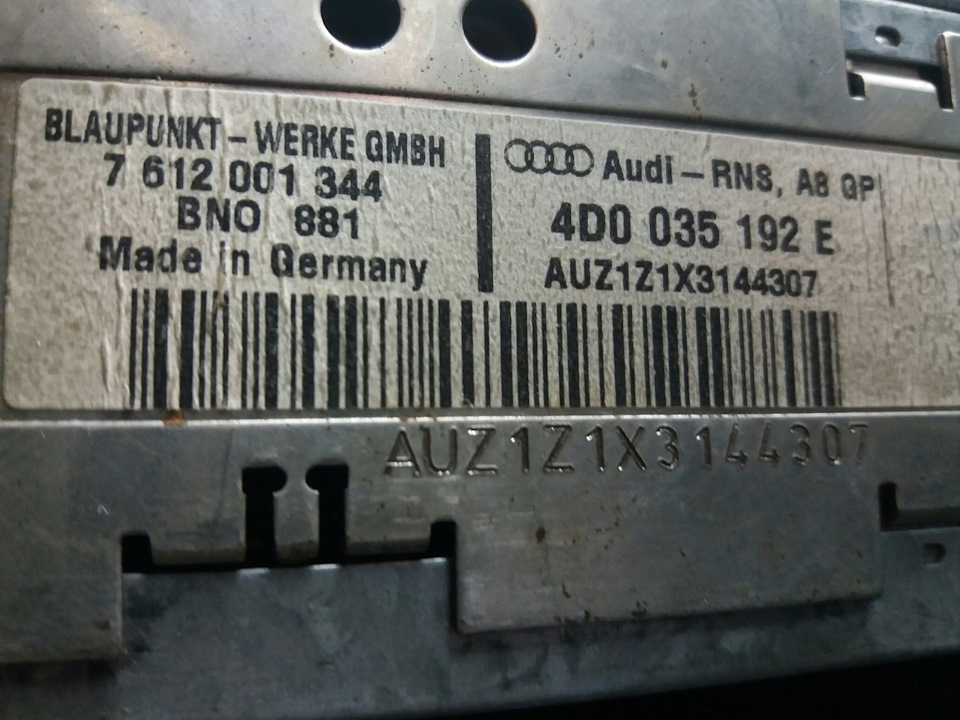 BLAUPUNKT - WERKE GMBH
7 612 001 344
BNO 881
Made in Germany
Audi - RNS, A8 GP
4D0 035 192 E
AUZ1Z1X3144307
AUZ1Z1X3144307